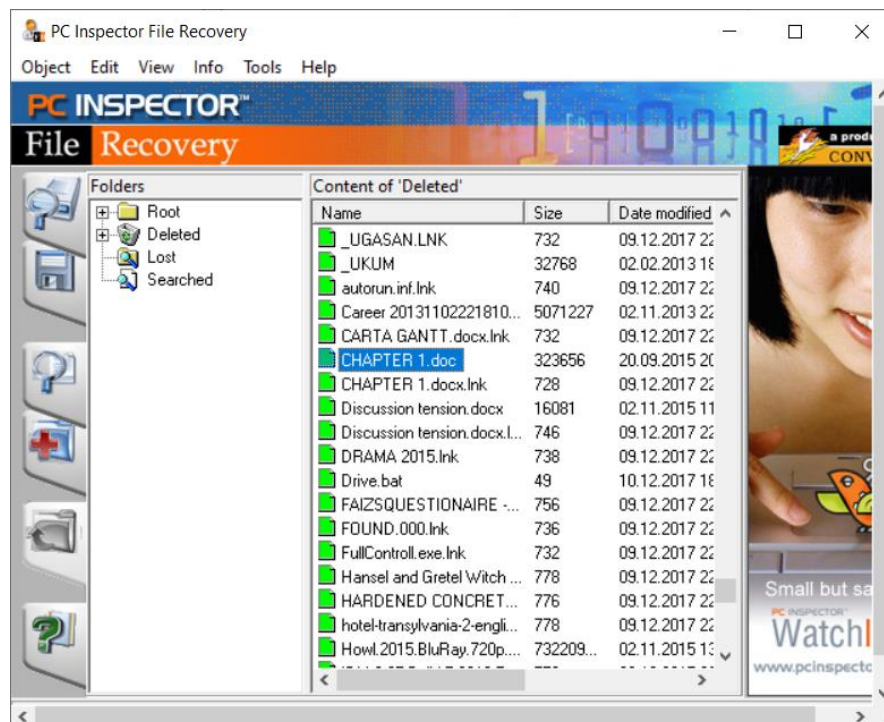 PC Inspector File Recovery
Object Edit View Info Tools Help
PC INSPECTOR™
File Recovery
a produ
CONV
Folders
Root
Deleted
Lost
Searched
Content of 'Deleted'
Name Size Date modified
_UGASAN.LNK 732 09.12.2017 22
_UKUM 32768 02.02.2013 18
autorun.inf.lnk 740 09.12.2017 22
Career 20131102221810... 5071227 02.11.2013 22
CARTA GANTT.docx.lnk 732 09.12.2017 22
CHAPTER 1.doc 323656 20.09.2015 20
CHAPTER 1.docx.lnk 728 09.12.2017 22
Discussion tension.docx 16081 02.11.2015 11
Discussion tension.docx.l... 746 09.12.2017 22
DRAMA 2015.lnk 738 09.12.2017 22
Drive.bat 49 10.12.2017 18
FAIZSQUESTIONAIRE -... 756 09.12.2017 22
FOUND.000.lnk 736 09.12.2017 22
FullControll.exe.lnk 732 09.12.2017 22
Hansel and Gretel Witch ... 778 09.12.2017 22
HARDENED CONCRET... 776 09.12.2017 22
hotel-transylvania-2-engli... 778 09.12.2017 22
Howl.2015.BluRay.720p.... 732209... 02.11.2015 13
Small but sa
PC INSPECTOR™
Watchl
www.pcinspecto